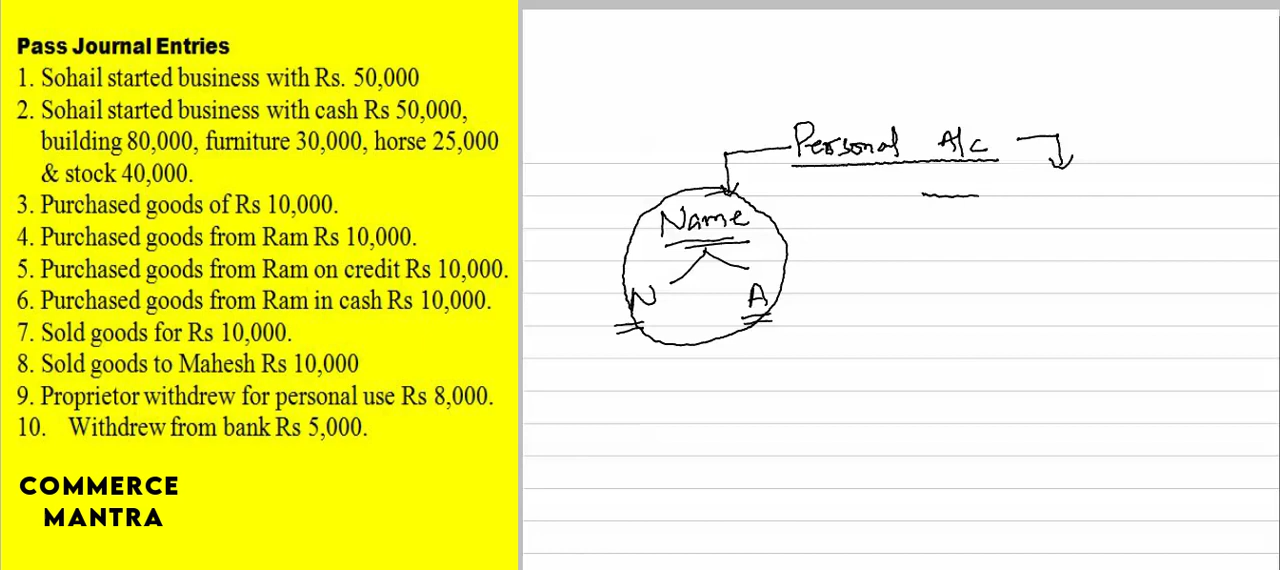 Pass Journal Entries
1. Sohail started business with Rs. 50,000
2. Sohail started business with cash Rs 50,000,
building 80,000, furniture 30,000, horse 25,000
& stock 40,000.
3. Purchased goods of Rs 10,000.
4. Purchased goods from Ram Rs 10,000.
5. Purchased goods from Ram on credit Rs 10,000.
6. Purchased goods from Ram in cash Rs 10,000.
7. Sold goods for Rs 10,000.
8. Sold goods to Mahesh Rs 10,000
9. Proprietor withdrew for personal use Rs 8,000.
10. Withdrew from bank Rs 5,000.
COMMERCE
MANTRA
Personal A/c
Name
N A